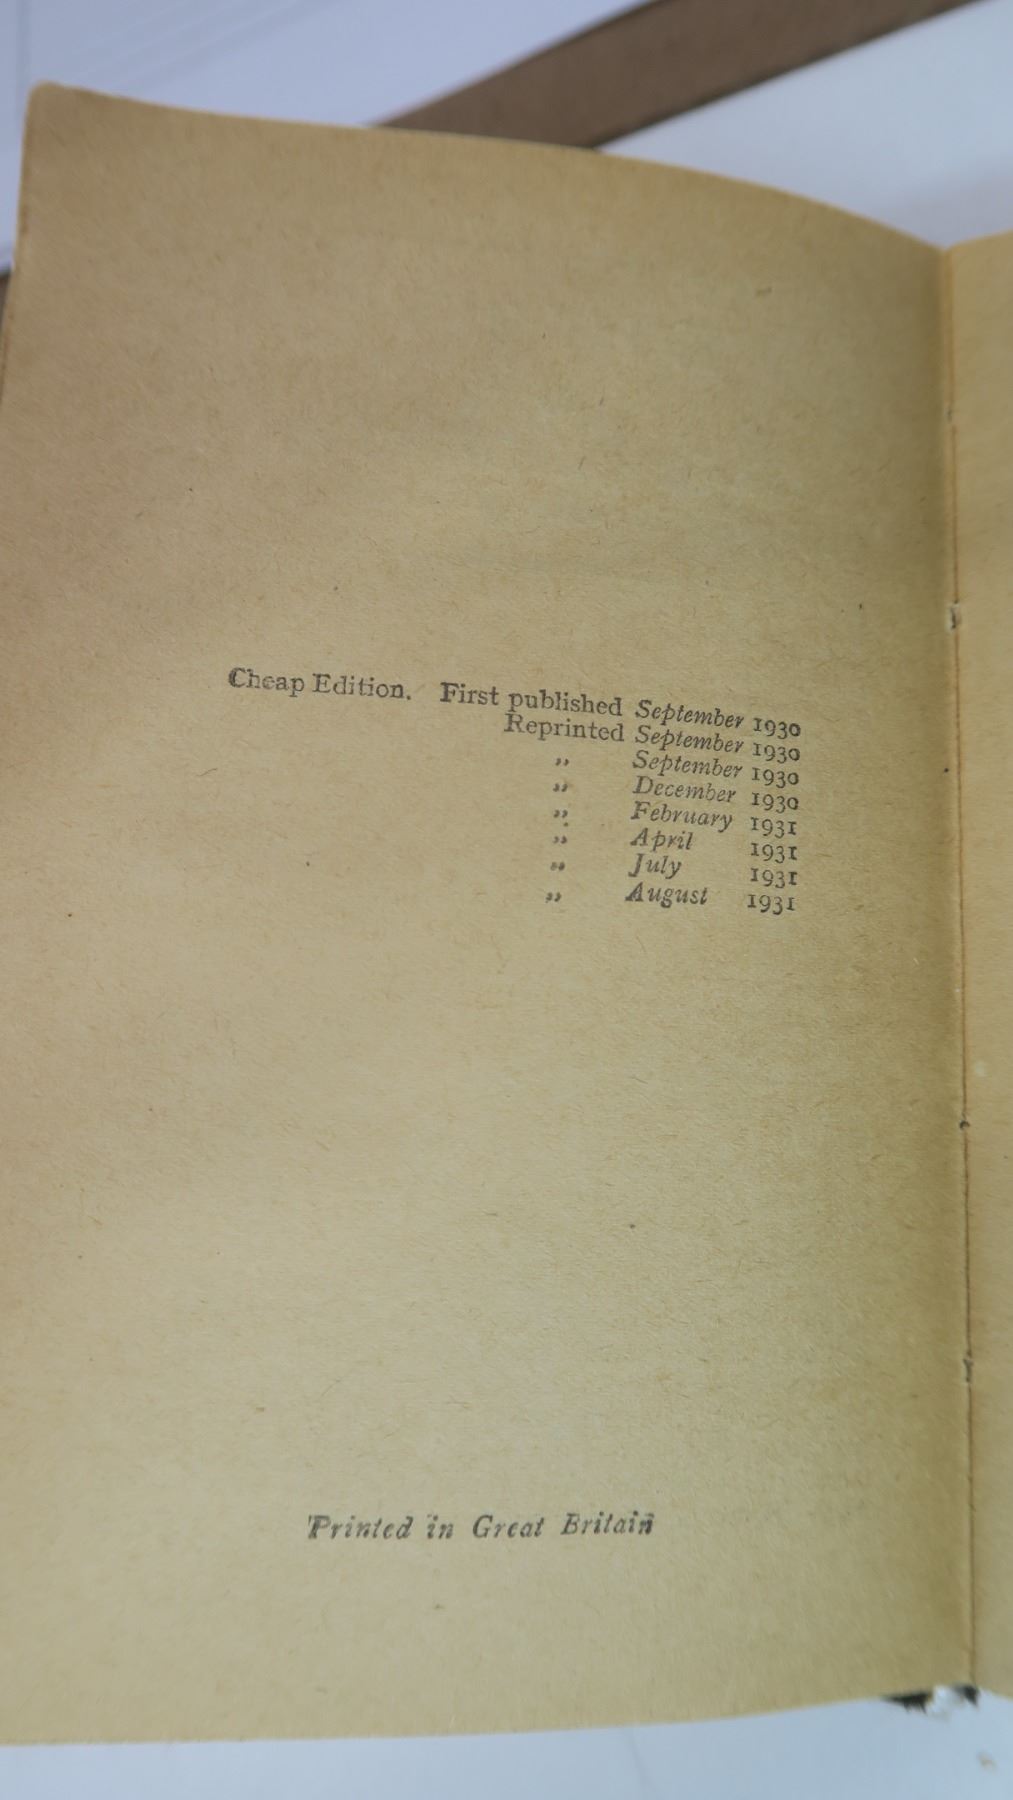 Cheap Edition. First published September 1930
Reprinted September 1930
„ September 1930
„ December 1930
„ February 1931
„ April 1931
„ July 1931
„ August 1931
Printed in Great Britain